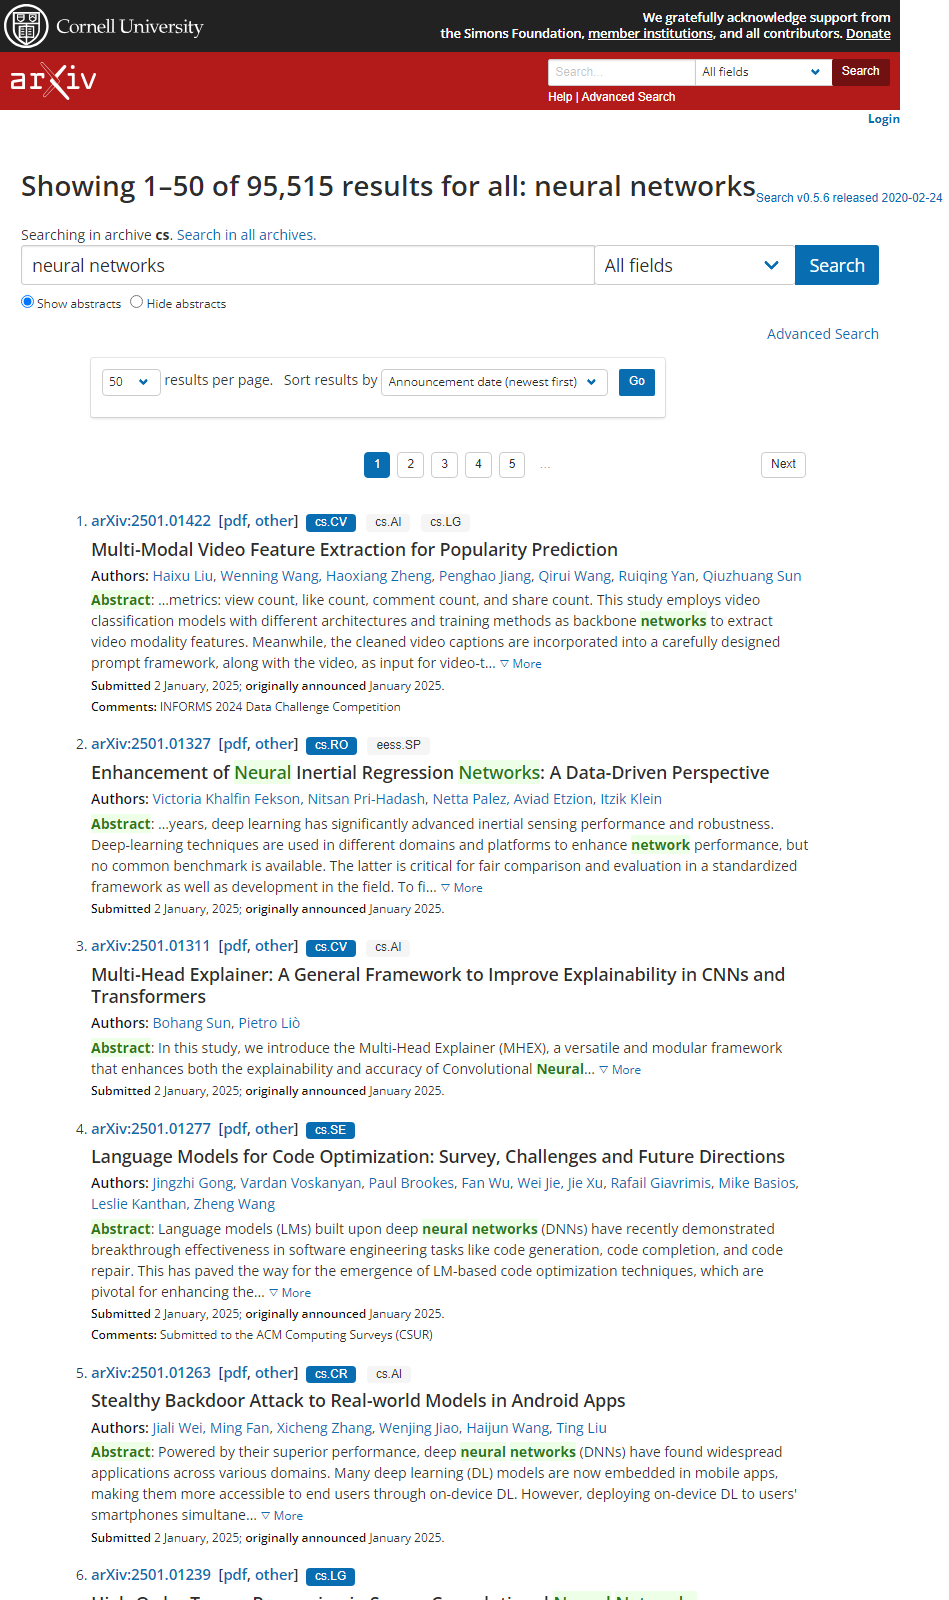 Cornell University
We gratefully acknowledge support from
the Simons Foundation, member institutions, and all contributors. Donate
arXiv
Search...
All fields
Search
Help | Advanced Search
Login
Showing 1–50 of 95,515 results for all: neural networks
Search v0.5.6 released 2020-02-24
Searching in archive cs. Search in all archives.
neural networks
All fields
Search
Show abstracts Hide abstracts
Advanced Search
50 results per page. Sort results by Announcement date (newest first) Go
1 2 3 4 5 … Next
1. arXiv:2501.01422 [pdf, other] cs.CV cs.AI cs.LG
Multi-Modal Video Feature Extraction for Popularity Prediction
Authors: Haixu Liu, Wenning Wang, Haoxiang Zheng, Penghao Jiang, Qirui Wang, Ruiqing Yan, Qiuzhuang Sun
Abstract: …metrics: view count, like count, comment count, and share count. This study employs video
classification models with different architectures and training methods as backbone networks to extract
video modality features. Meanwhile, the cleaned video captions are incorporated into a carefully designed
prompt framework, along with the video, as input for video-t… ▽ More
Submitted 2 January, 2025; originally announced January 2025.
Comments: INFORMS 2024 Data Challenge Competition
2. arXiv:2501.01327 [pdf, other] cs.RO eess.SP
Enhancement of Neural Inertial Regression Networks: A Data-Driven Perspective
Authors: Victoria Khalfin Fekson, Nitsan Pri-Hadash, Netta Palez, Aviad Etzion, Itzik Klein
Abstract: …years, deep learning has significantly advanced inertial sensing performance and robustness.
Deep-learning techniques are used in different domains and platforms to enhance network performance, but
no common benchmark is available. The latter is critical for fair comparison and evaluation in a standardized
framework as well as development in the field. To fi… ▽ More
Submitted 2 January, 2025; originally announced January 2025.
3. arXiv:2501.01311 [pdf, other] cs.CV cs.AI
Multi-Head Explainer: A General Framework to Improve Explainability in CNNs and
Transformers
Authors: Bohang Sun, Pietro Liò
Abstract: In this study, we introduce the Multi-Head Explainer (MHEX), a versatile and modular framework
that enhances both the explainability and accuracy of Convolutional Neural… ▽ More
Submitted 2 January, 2025; originally announced January 2025.
4. arXiv:2501.01277 [pdf, other] cs.SE
Language Models for Code Optimization: Survey, Challenges and Future Directions
Authors: Jingzhi Gong, Vardan Voskanyan, Paul Brookes, Fan Wu, Wei Jie, Jie Xu, Rafail Giavrimis, Mike Basios,
Leslie Kanthan, Zheng Wang
Abstract: Language models (LMs) built upon deep neural networks (DNNs) have recently demonstrated
breakthrough effectiveness in software engineering tasks like code generation, code completion, and code
repair. This has paved the way for the emergence of LM-based code optimization techniques, which are
pivotal for enhancing the… ▽ More
Submitted 2 January, 2025; originally announced January 2025.
Comments: Submitted to the ACM Computing Surveys (CSUR)
5. arXiv:2501.01263 [pdf, other] cs.CR cs.AI
Stealthy Backdoor Attack to Real-world Models in Android Apps
Authors: Jiali Wei, Ming Fan, Xicheng Zhang, Wenjing Jiao, Haijun Wang, Ting Liu
Abstract: Powered by their superior performance, deep neural networks (DNNs) have found widespread
applications across various domains. Many deep learning (DL) models are now embedded in mobile apps,
making them more accessible to end users through on-device DL. However, deploying on-device DL to users'
smartphones simultane… ▽ More
Submitted 2 January, 2025; originally announced January 2025.
6. arXiv:2501.01239 [pdf, other] cs.LG